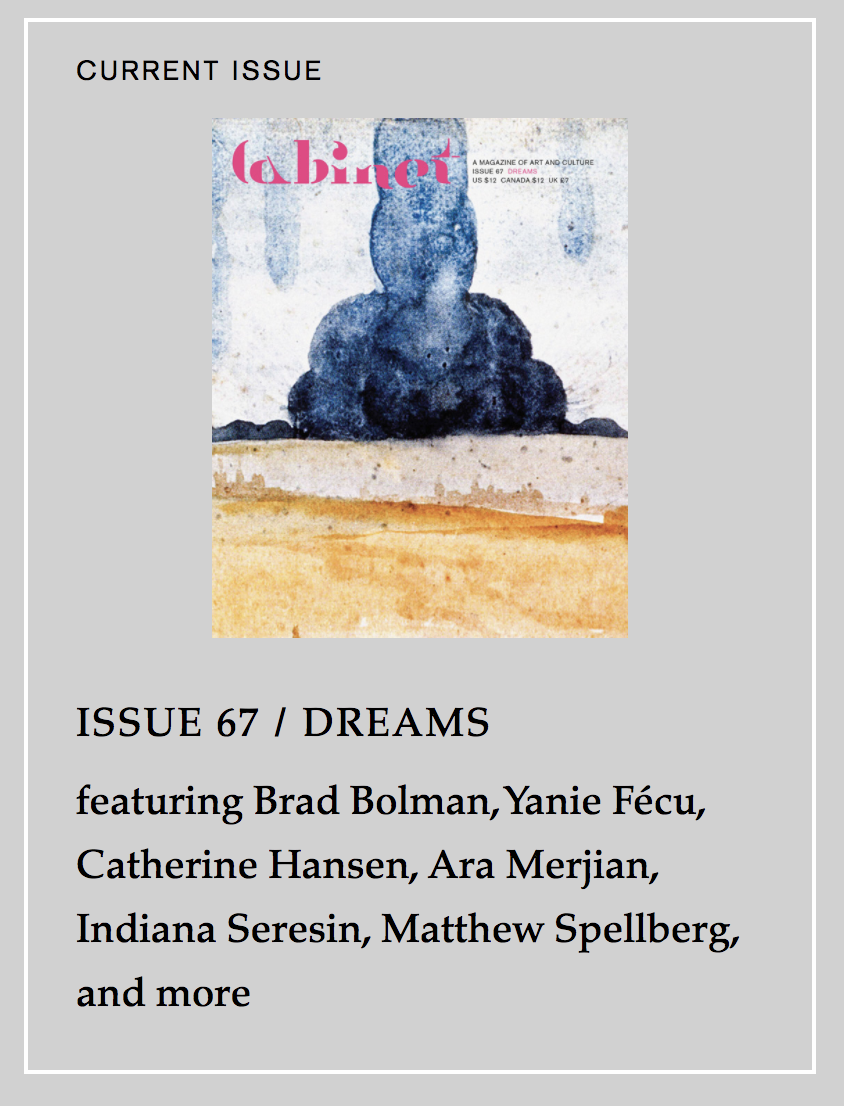 CURRENT ISSUE
Cabinet
A MAGAZINE OF ART AND CULTURE
ISSUE 67 DREAMS
US $12 CANADA $12 UK £7
ISSUE 67 / DREAMS
featuring Brad Bolman, Yanie Fécu,
Catherine Hansen, Ara Merjian,
Indiana Seresin, Matthew Spellberg,
and more